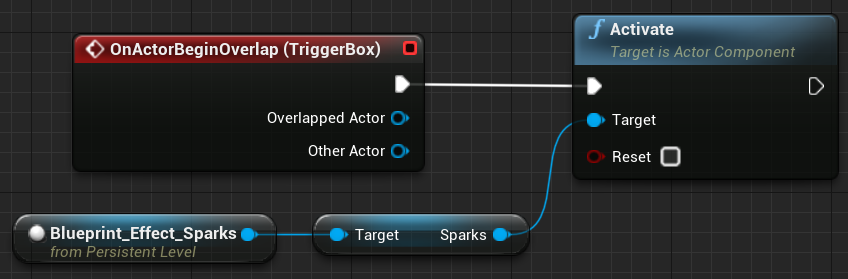 OnActorBeginOverlap (TriggerBox)
Overlapped Actor
Other Actor
f Activate
Target is Actor Component
Target
Reset
Blueprint_Effect_Sparks
from Persistent Level
Target Sparks